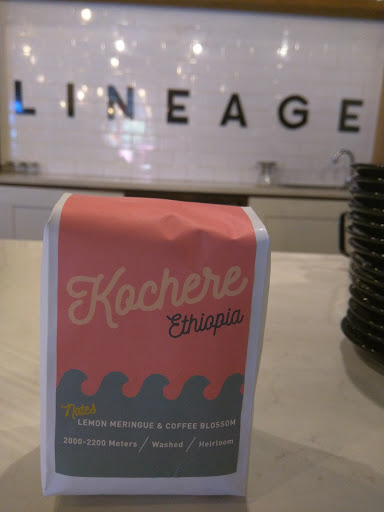 LINEAGE
Kochere
Ethiopia
Notes
LEMON MERINGUE & COFFEE BLOSSOM
2000-2200 Meters / Washed / Heirloom